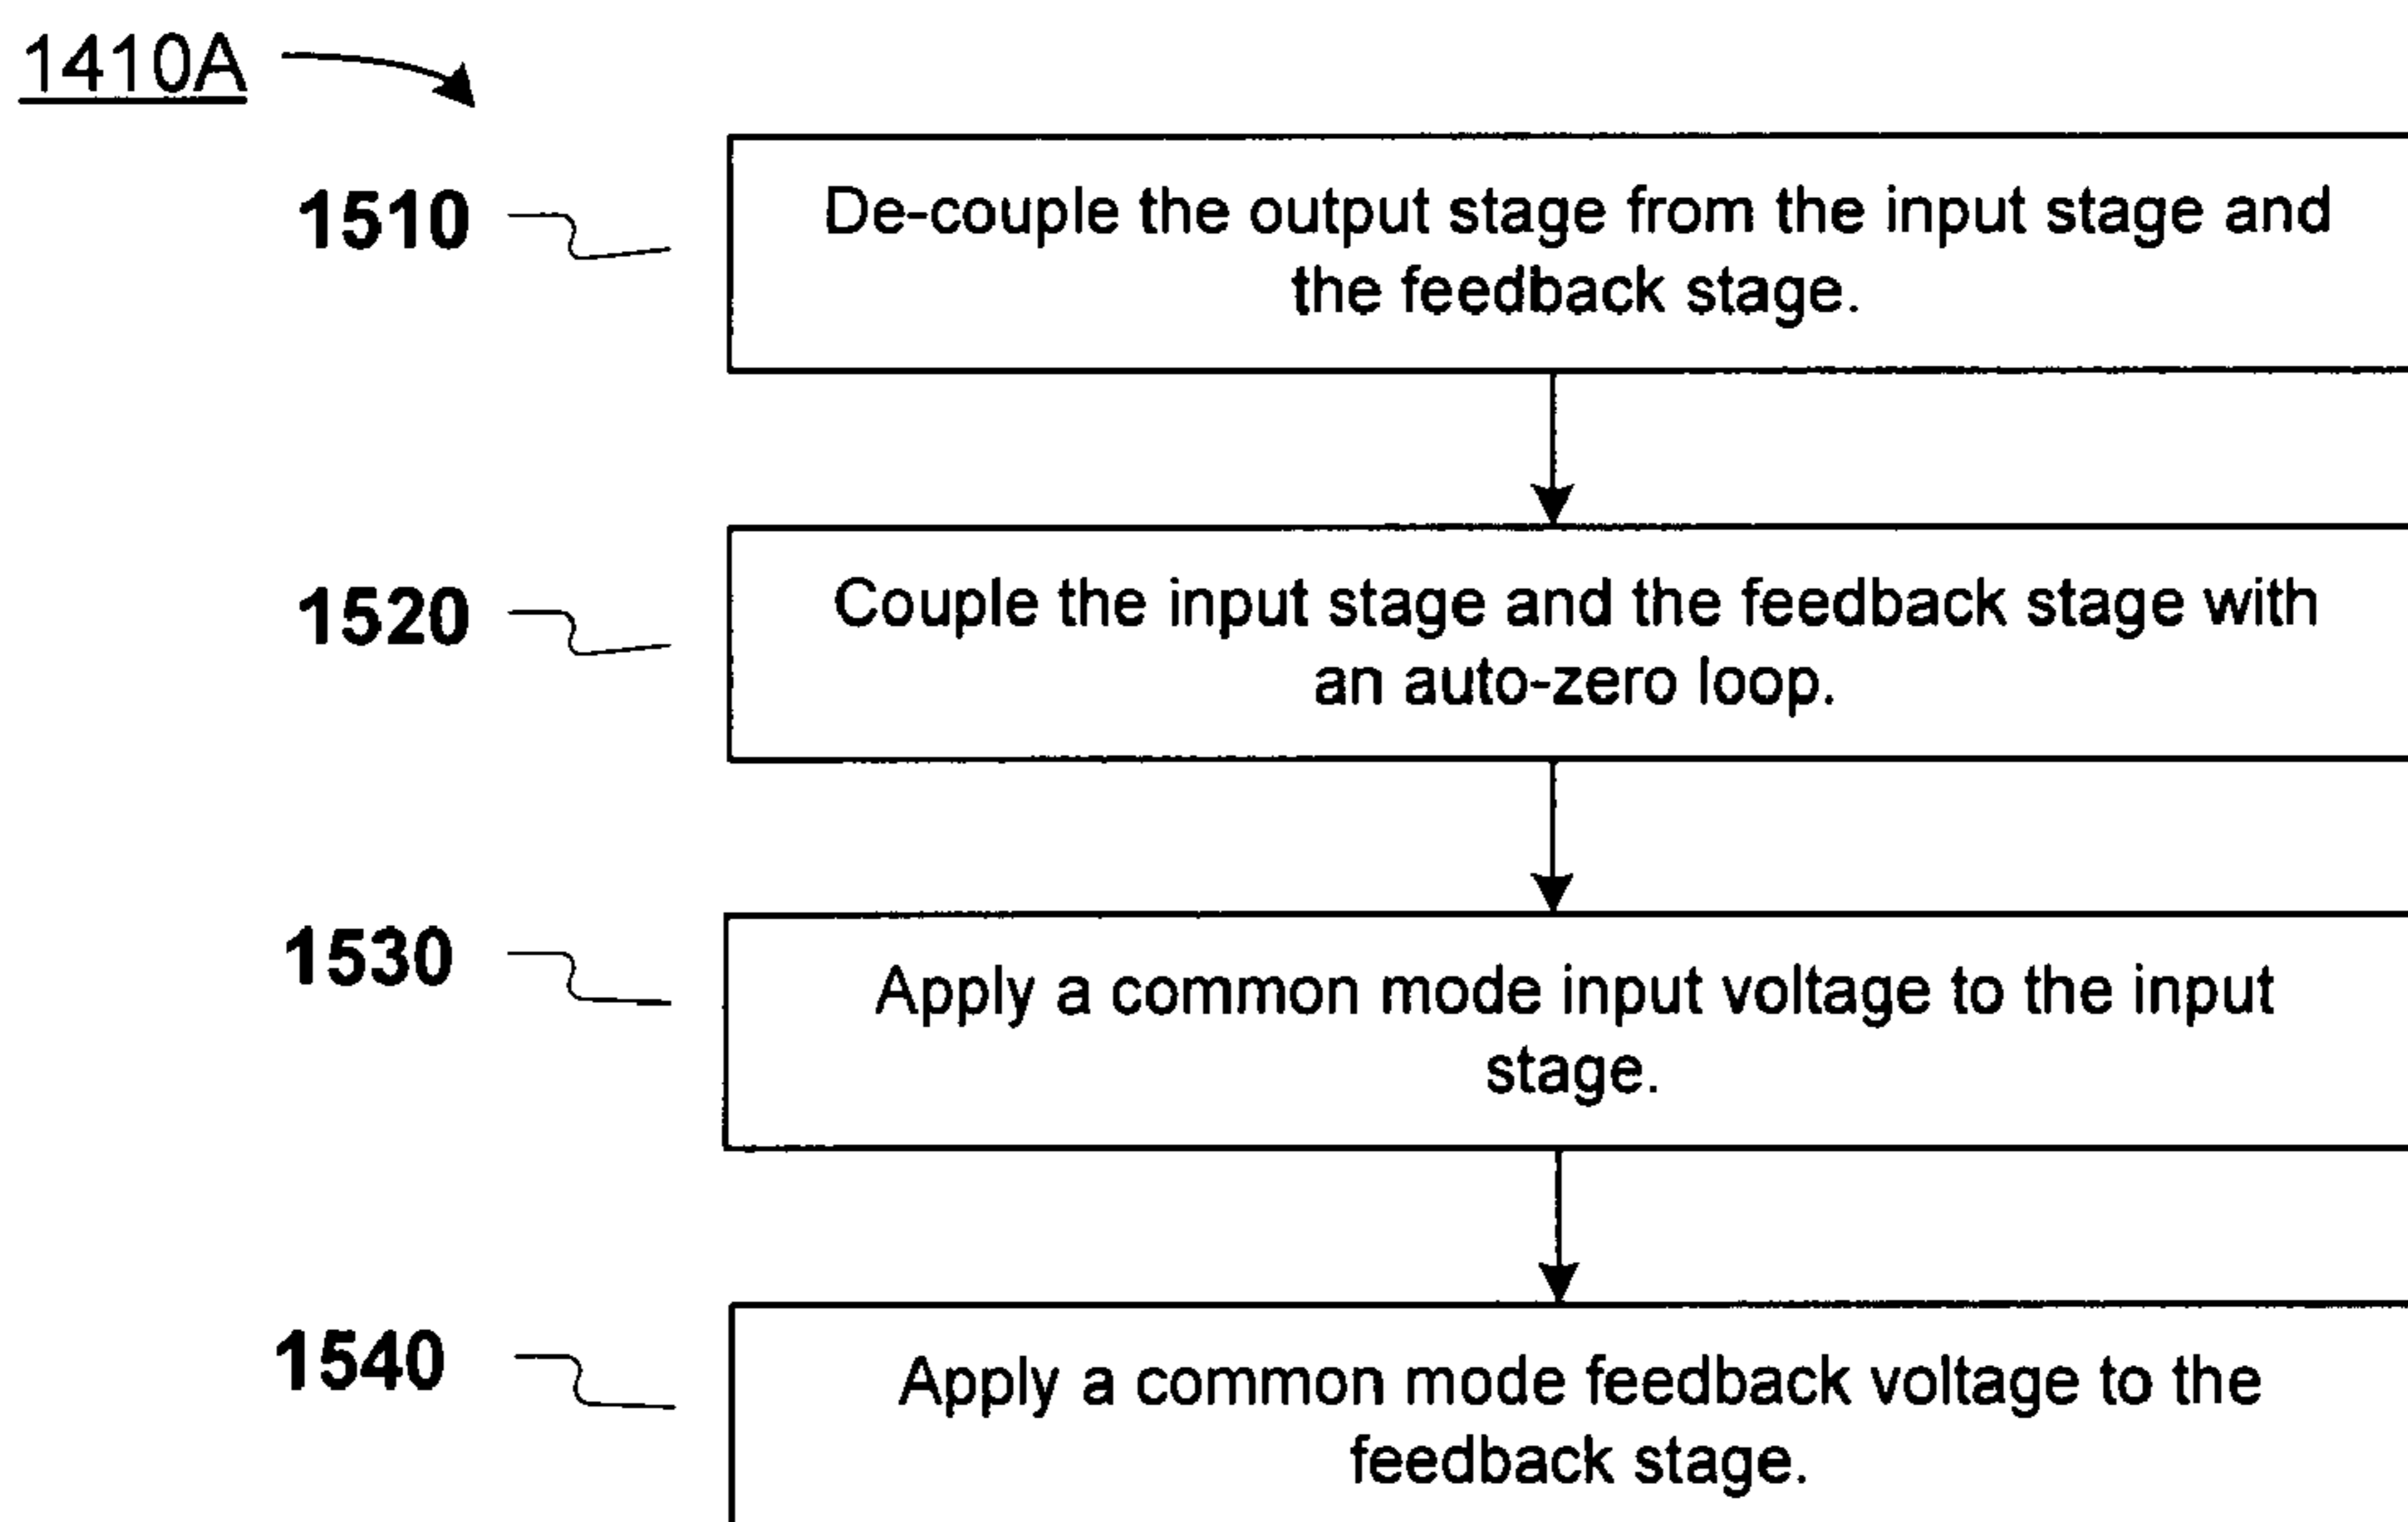 1410A
1510
De-couple the output stage from the input stage and
the feedback stage.
1520
Couple the input stage and the feedback stage with
an auto-zero loop.
1530
Apply a common mode input voltage to the input
stage.
1540
Apply a common mode feedback voltage to the
feedback stage.